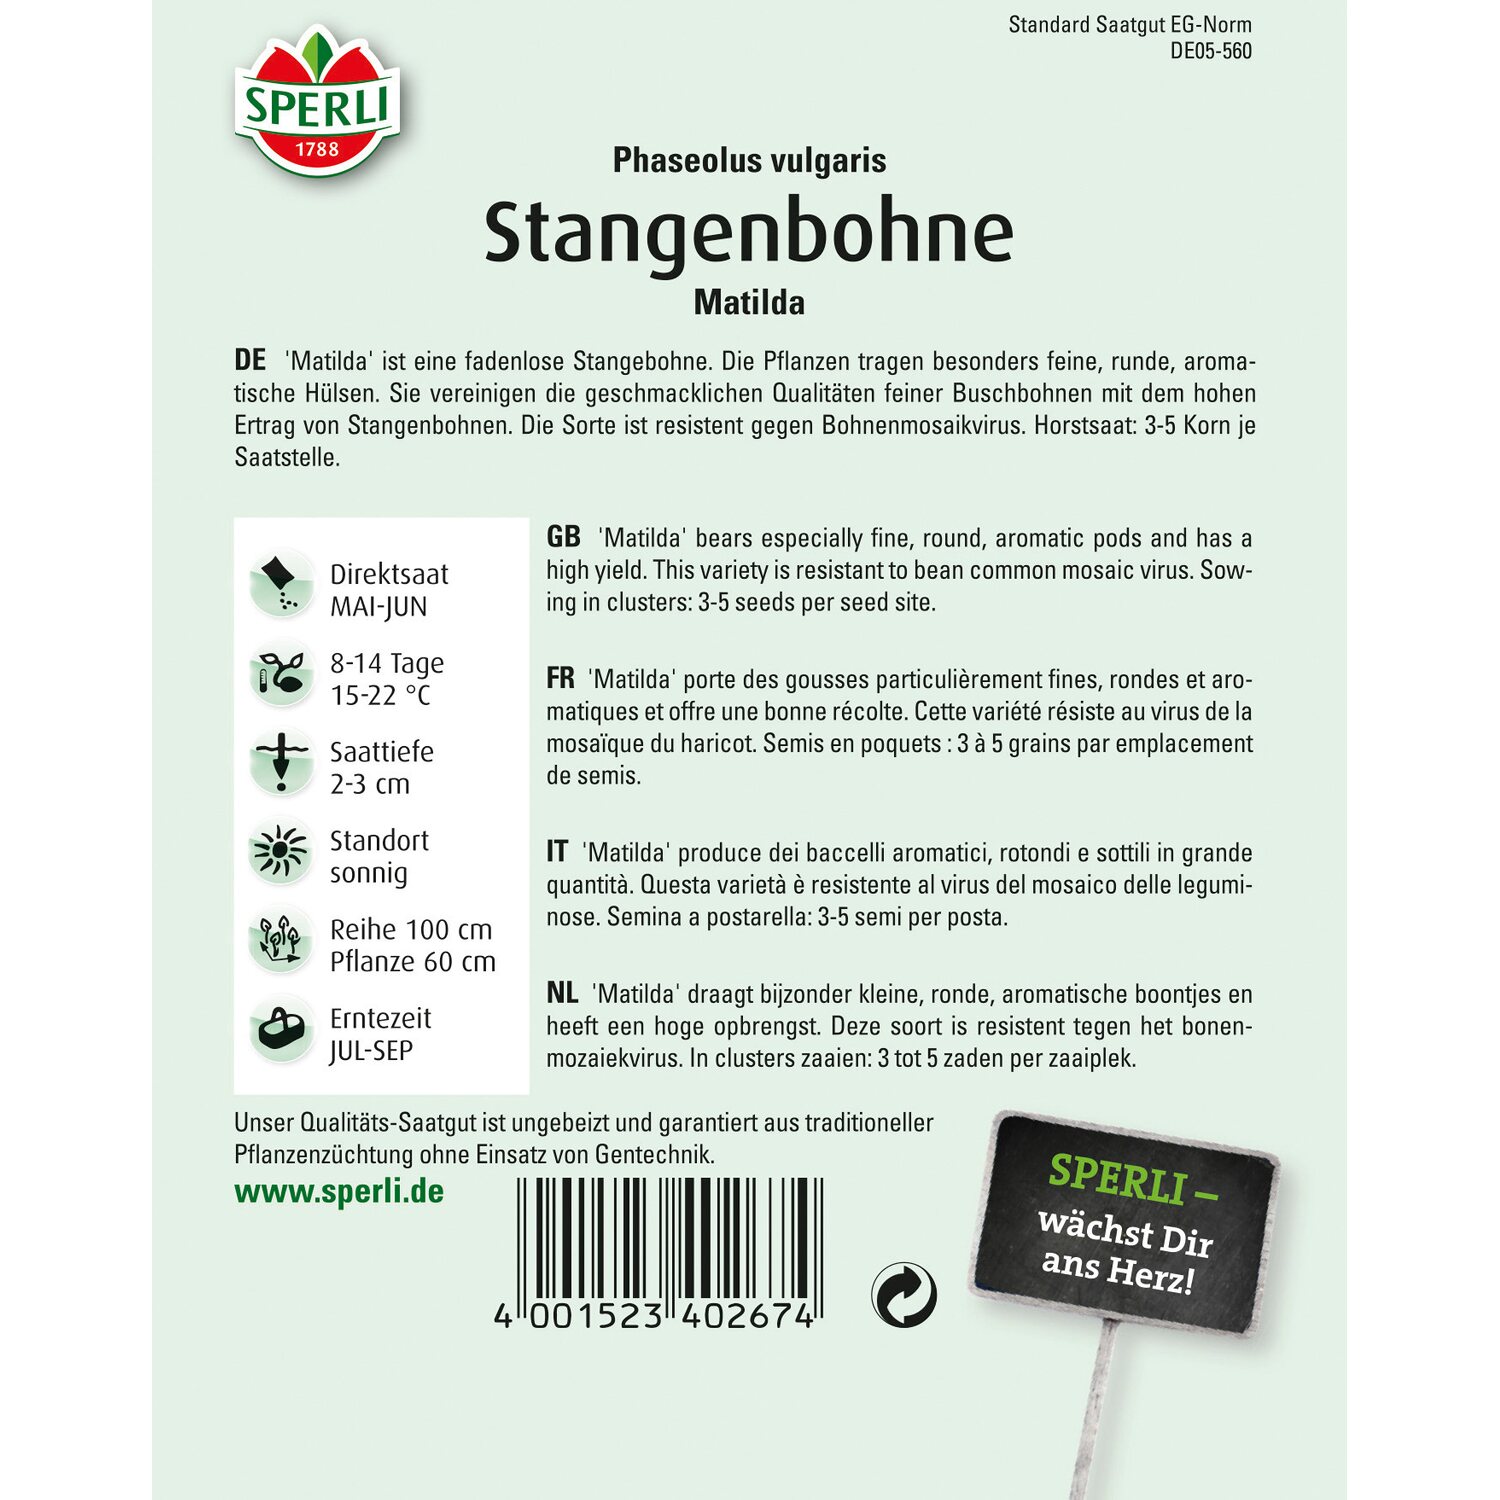 Standard Saatgut EG-Norm
DE05-560
SPERLI
1788
Phaseolus vulgaris
Stangenbohne
Matilda
DE 'Matilda' ist eine fadenlose Stangebohne. Die Pflanzen tragen besonders feine, runde, aroma-
tische Hülsen. Sie vereinigen die geschmacklichen Qualitäten feiner Buschbohnen mit dem hohen
Ertrag von Stangenbohnen. Die Sorte ist resistent gegen Bohnenmosaikvirus. Horstsaat: 3-5 Korn je
Saatstelle.
Direktsaat
MAI-JUN
8-14 Tage
15-22 °C
Saattiefe
2-3 cm
Standort
sonnig
Reihe 100 cm
Pflanze 60 cm
Erntezeit
JUL-SEP
GB 'Matilda' bears especially fine, round, aromatic pods and has a
high yield. This variety is resistant to bean common mosaic virus. Sow-
ing in clusters: 3-5 seeds per seed site.
FR 'Matilda' porte des gousses particulièrement fines, rondes et aro-
matiques et offre une bonne récolte. Cette variété résiste au virus de la
mosaïque du haricot. Semis en poquets : 3 à 5 grains par emplacement
de semis.
IT 'Matilda' produce dei baccelli aromatici, rotondi e sottili in grande
quantità. Questa varietà è resistente al virus del mosaico delle legumi-
nose. Semina a postarella: 3-5 semi per posta.
NL 'Matilda' draagt bijzonder kleine, ronde, aromatische boontjes en
heeft een hoge opbrengst. Deze soort is resistent tegen het bonen-
mozaiekvirus. In clusters zaaien: 3 tot 5 zaden per zaaiplek.
Unser Qualitäts-Saatgut ist ungebeizt und garantiert aus traditioneller
Pflanzenzüchtung ohne Einsatz von Gentechnik.
www.sperli.de
4 001523 402674
SPERLI –
wächst Dir
ans Herz!